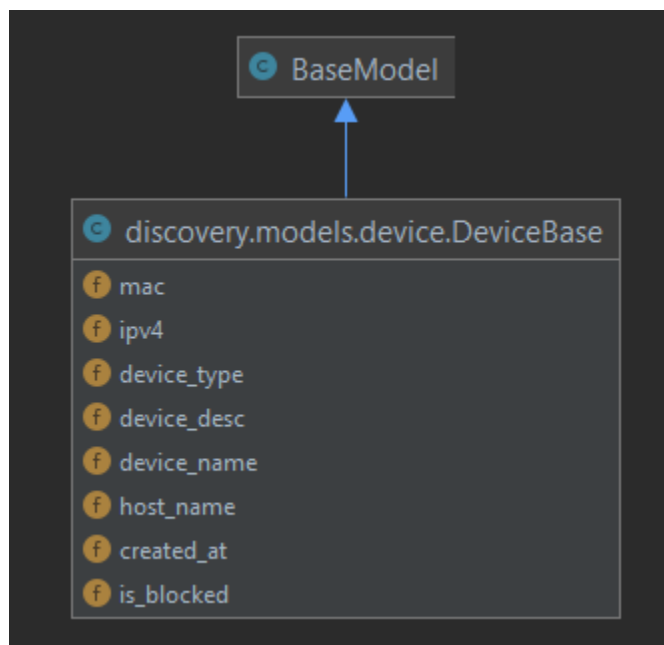 C BaseModel
C discovery.models.device.DeviceBase
f mac
f ipv4
f device_type
f device_desc
f device_name
f host_name
f created_at
f is_blocked